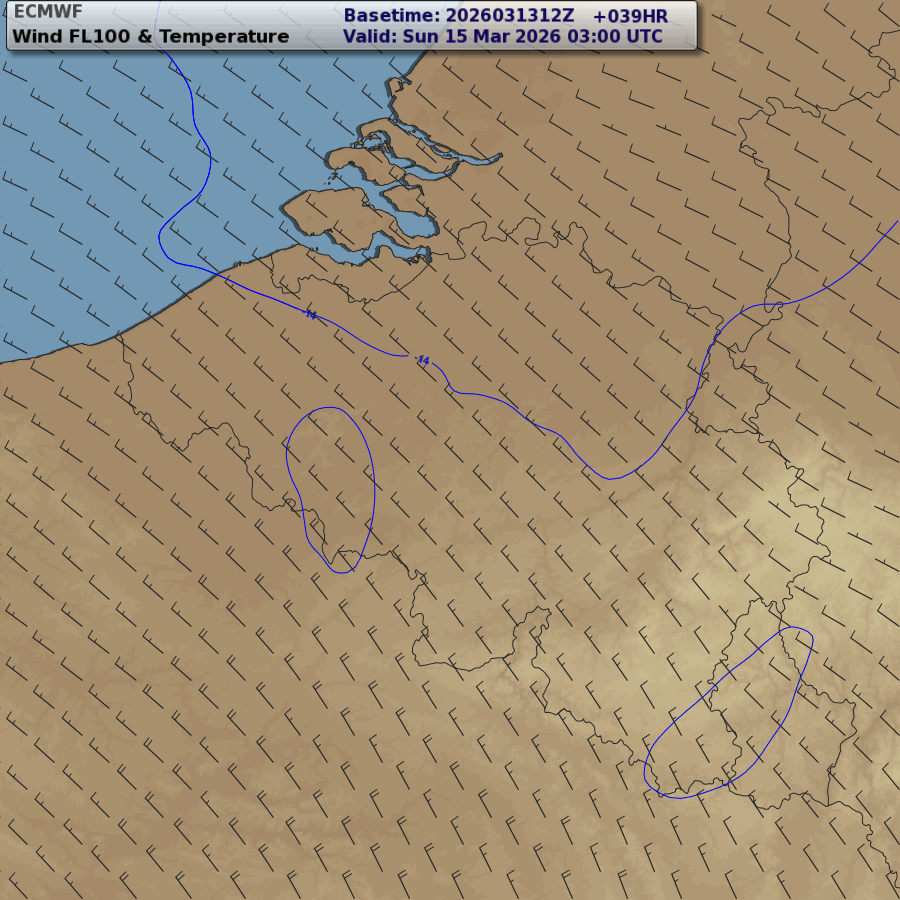 ECMWF
Basetime: 2026031312Z +039HR
Wind FL100 & Temperature
Valid: Sun 15 Mar 2026 03:00 UTC
-14
-14